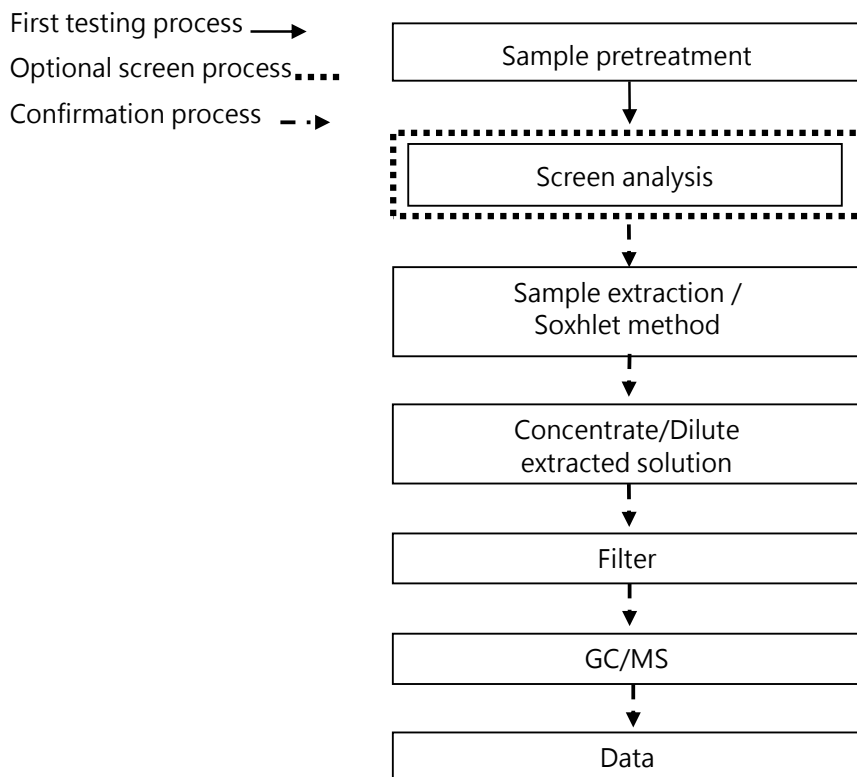 First testing process
Optional screen process
Confirmation process
Sample pretreatment
Screen analysis
Sample extraction /
Soxhlet method
Concentrate/Dilute
extracted solution
Filter
GC/MS
Data